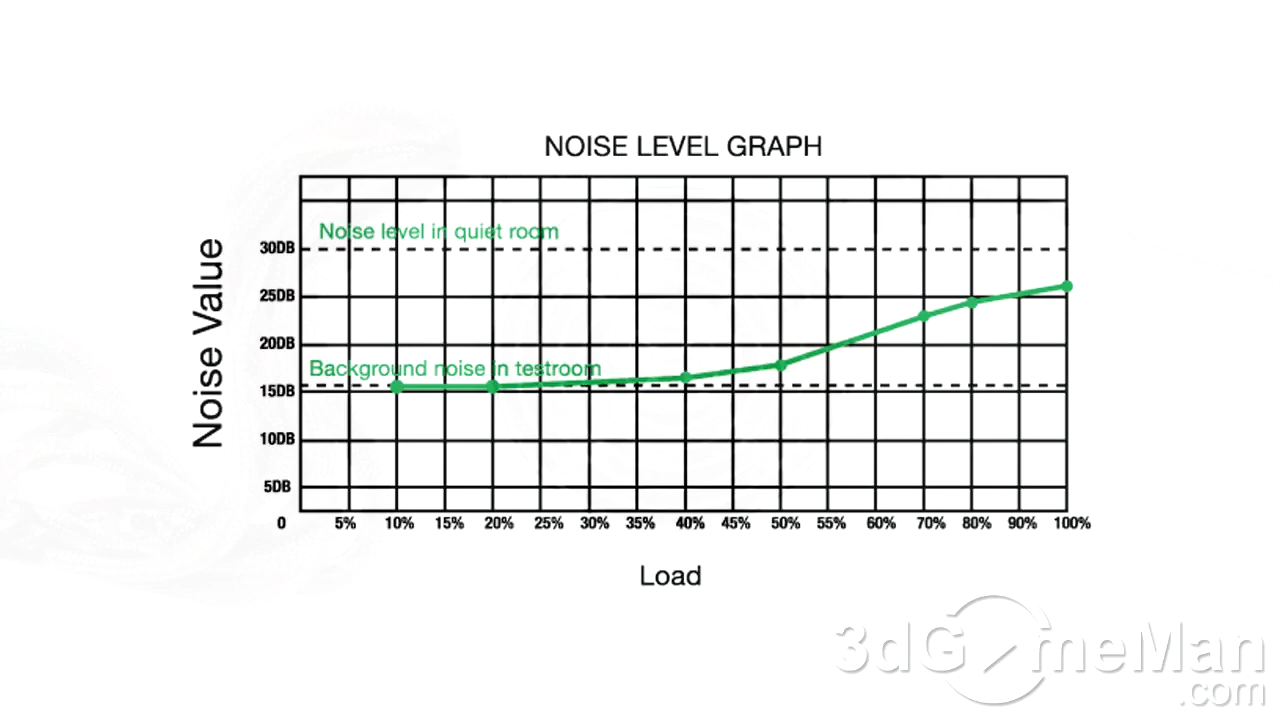 NOISE LEVEL GRAPH
Noise Value
Noise level in quiet room
30DB
25DB
20DB
Background noise in testroom
15DB
10DB
5DB
0 5% 10% 15% 20% 25% 30% 35% 40% 45% 50% 55% 60% 70% 80% 90% 100%
Load
3dGameMan
.com